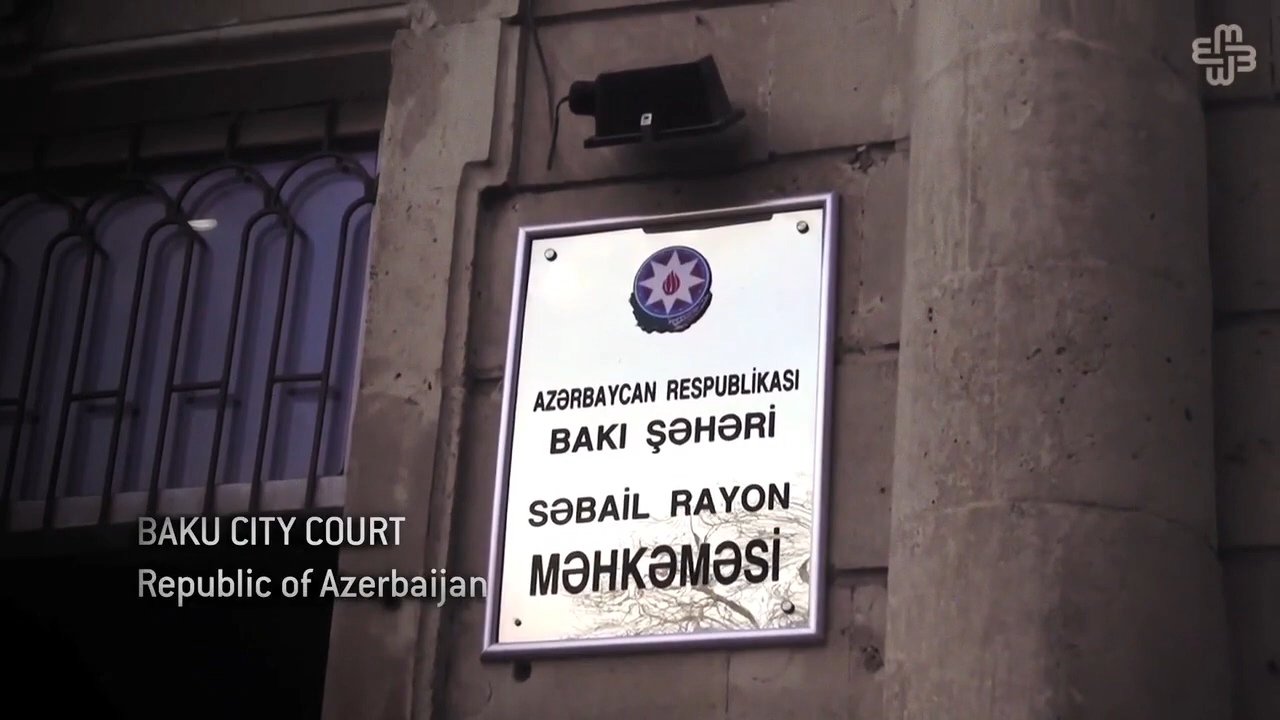 AZƏRBAYCAN RESPUBLİKASI
BAKI ŞƏHƏRİ
SƏBAİL RAYON
MƏHKƏMƏSİ
BAKU CITY COURT
Republic of Azerbaijan